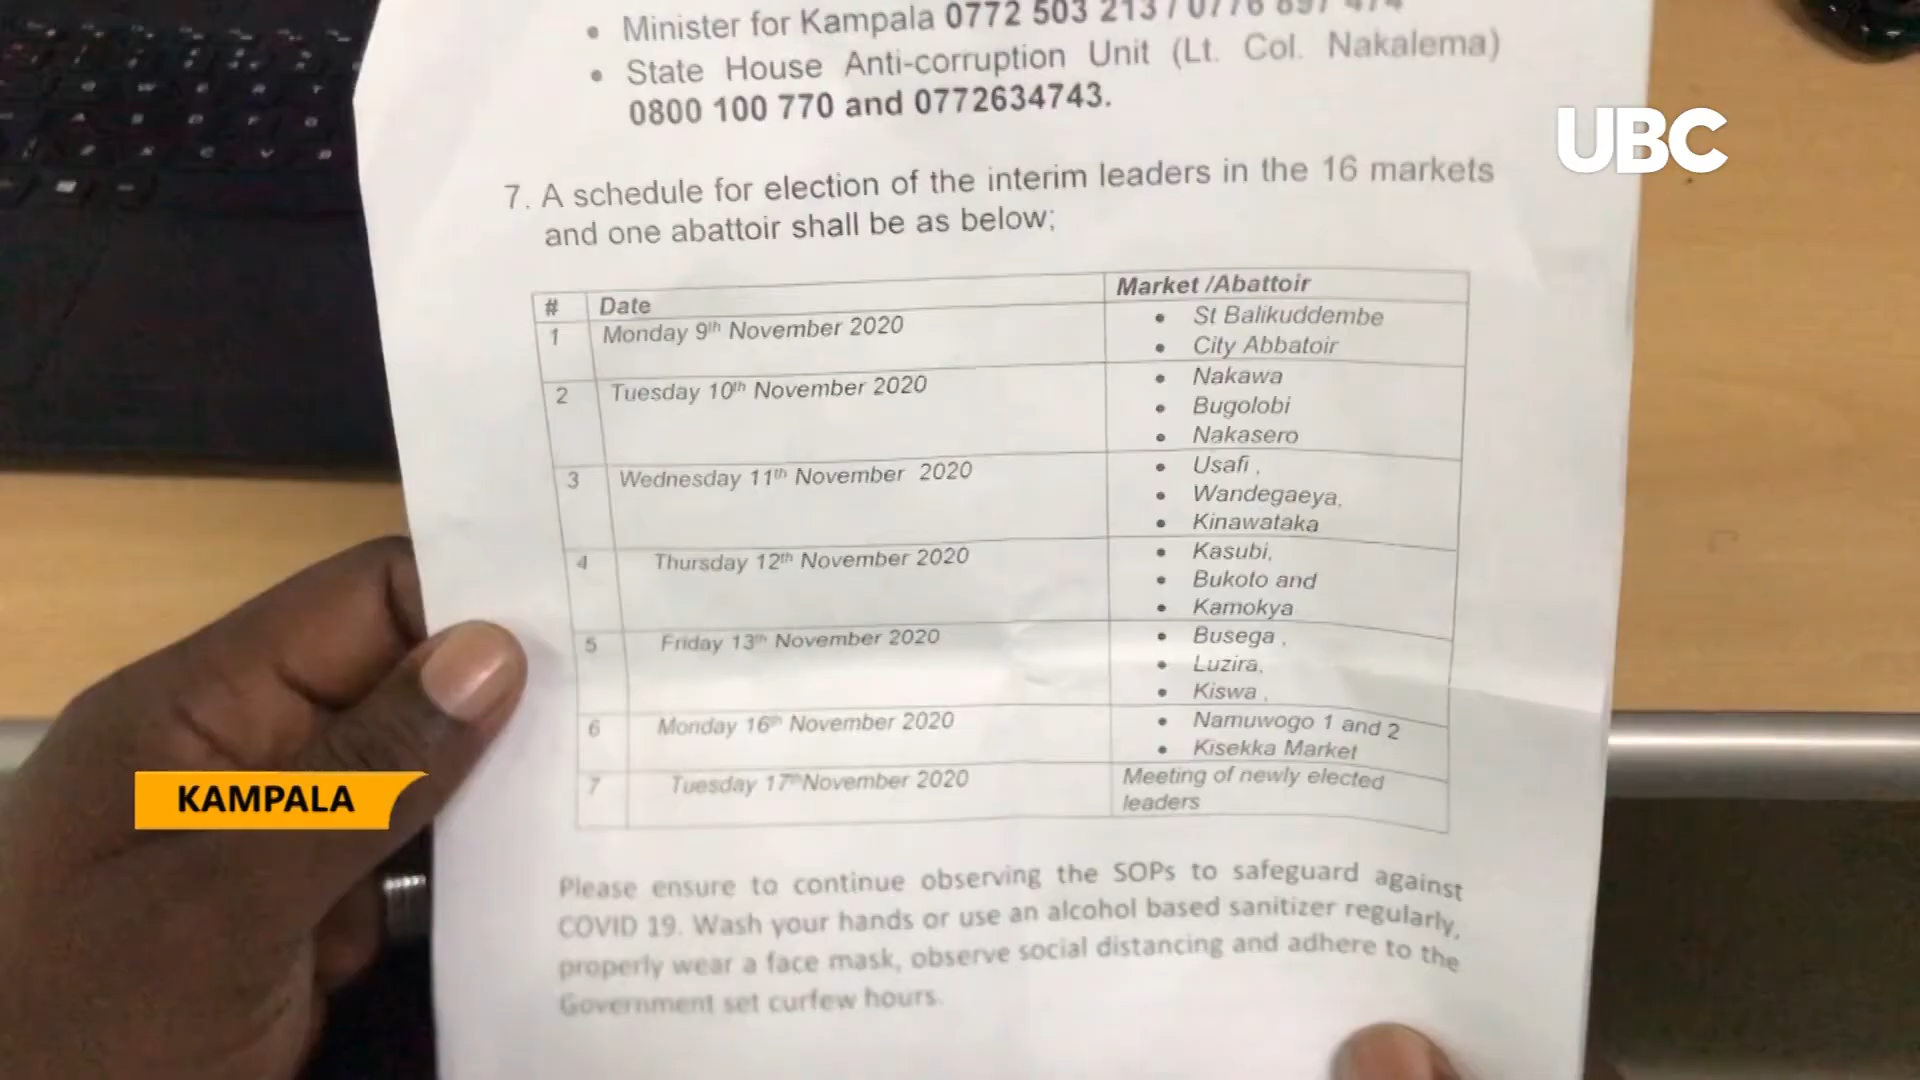 Minister for Kampala 0772 503 213 / 0776 897 474
• State House Anti-corruption Unit (Lt. Col. Nakalema)
0800 100 770 and 0772634743.
UBC
7. A schedule for election of the interim leaders in the 16 markets
and one abattoir shall be as below;
# Date Market /Abattoir
1 Monday 9th November 2020 • St Balikuddembe
• City Abbatoir
2 Tuesday 10th November 2020 • Nakawa
• Bugolobi
• Nakasero
3 Wednesday 11th November 2020 • Usafi ,
• Wandegaeya,
• Kinawataka
4 Thursday 12th November 2020 • Kasubi,
• Bukoto and
• Kamokya
5 Friday 13th November 2020 • Busega ,
• Luzira,
• Kiswa ,
6 Monday 16th November 2020 • Namuwogo 1 and 2
• Kisekka Market
7 Tuesday 17th November 2020 Meeting of newly elected
leaders
KAMPALA
Please ensure to continue observing the SOPs to safeguard against
COVID 19. Wash your hands or use an alcohol based sanitizer regularly,
properly wear a face mask, observe social distancing and adhere to the
Government set curfew hours.